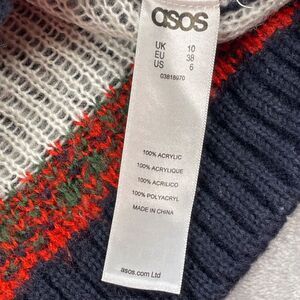 asos
UK 10
EU 38
US 6
03818970
100% ACRYLIC
100% ACRYLIQUE
100% ACRILICO
100% POLYACRYL
MADE IN CHINA
asos.com Ltd